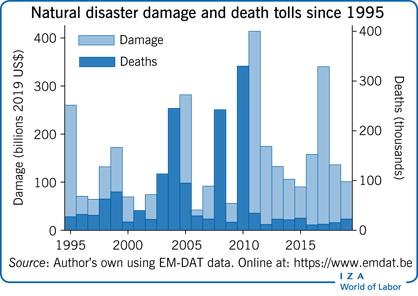 Natural disaster damage and death tolls since 1995
Damage
Deaths
Damage (billions 2019 US$)
400
300
200
100
0
Deaths (thousands)
400
300
200
100
0
1995
2000
2005
2010
2015
Source: Author's own using EM-DAT data. Online at: https://www.emdat.be
I Z A
World of Labor